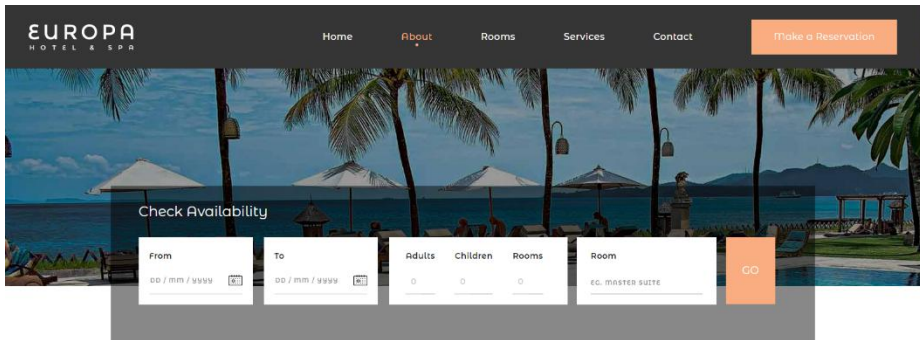 EUROPA
HOTEL & SPA
Home About Rooms Services Contact Make a Reservation
Check Availability
From To Adults Children Rooms Room
DD / mm / yyyy DD / mm / yyyy 0 0 0 EG. MASTER SUITE
GO